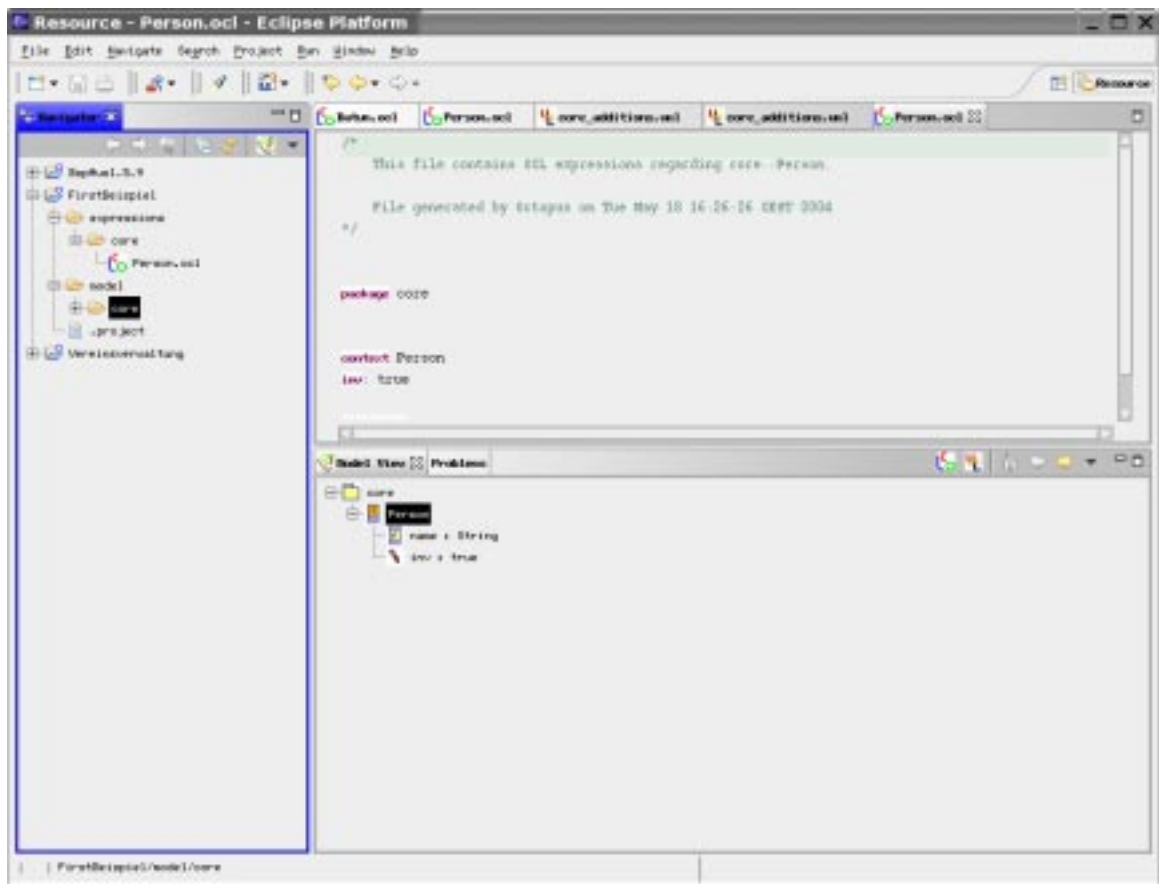 Resource - Person.ocl - Eclipse Platform
File Edit Navigate Search Project Run Window Help
Resource
Navigator
Datum.ocl Person.ocl core_additions.uml core_additions.uml Person.ocl
FirstBeispiel
expressions
core
Person.ocl
model
core
.project
Vereinsverwaltung
/*
This file contains OCL expressions regarding core Person.
File generated by Octopus on Tue May 18 16:26:26 CEST 2004
*/
package core
context Person
inv: true
Model View Problems
core
Person
name : String
inv : true
FirstBeispiel/model/core